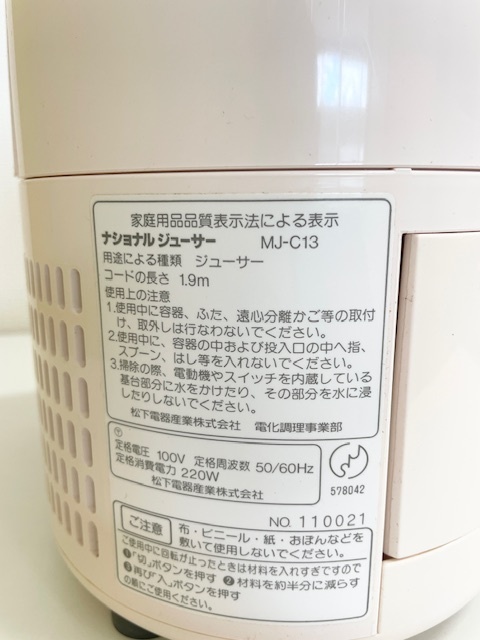 家庭用品品質表示法による表示
ナショナル ジューサー MJ-C13
用途による種類 ジューサー
コードの長さ 1.9m
使用上の注意
1.使用中に容器、ふた、遠心分離かご等の取付
け、取外しは行なわないでください。
2.使用中に、容器の中および投入口の中へ指、
スプーン、はし等を入れないでください。
3.掃除の際、電動機やスイッチを内蔵している
基台部分に水をかけたり、その部分を水に浸
したりしないでください。
松下電器産業株式会社 電化調理事業部
〒
定格電圧 100V 定格周波数 50/60Hz
定格消費電力 220W
松下電器産業株式会社
598042
NO. 110021
ご注意
布・ビニール・紙・おぼんなどを
敷いて使用しないでください。
ご使用中に回転が止ったときは材料を入れすぎですので
❶「切」ボタンを押す ❷材料を約半分に減らす
❸再び「入」ボタンを押す
の順にご使用ください。